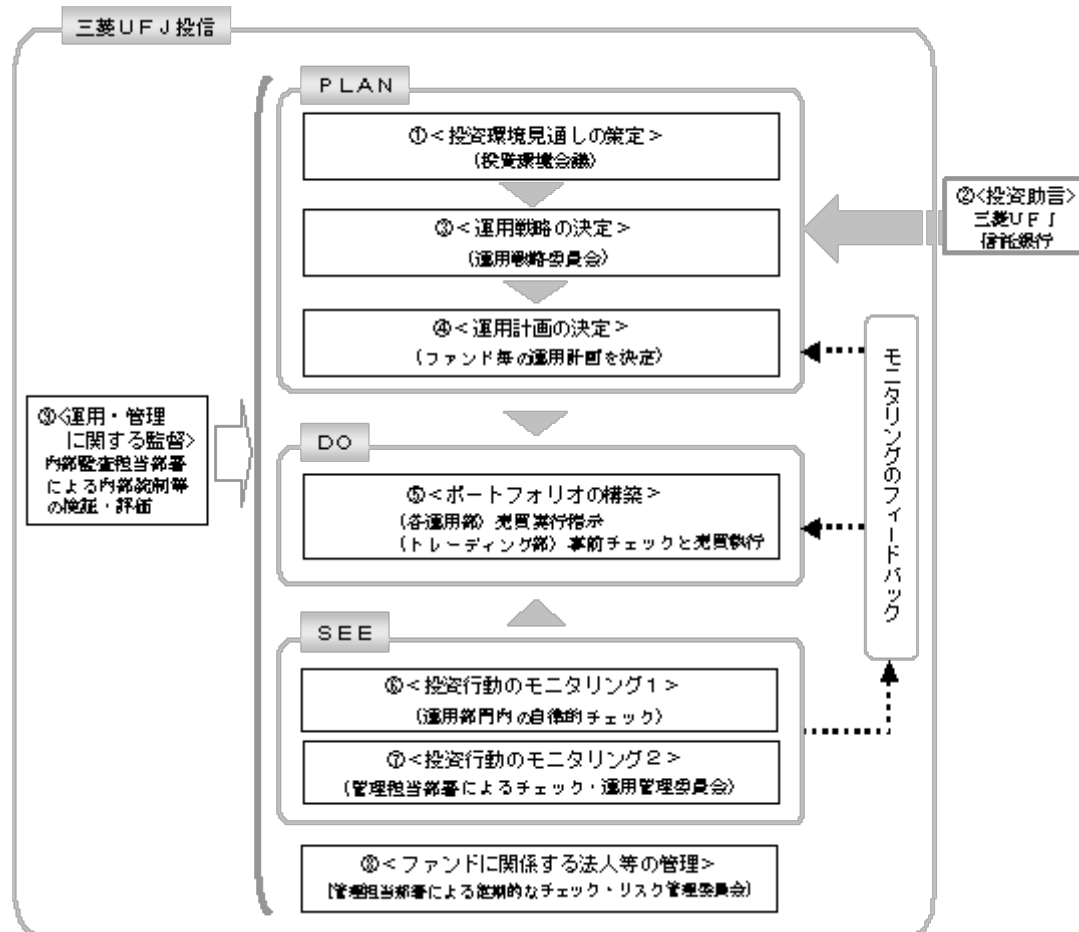 三菱ＵＦＪ投信
ＰＬＡＮ
①＜投資環境見通しの策定＞
（投資環境会議）
②＜投資助言＞
三菱ＵＦＪ
信託銀行
③＜運用戦略の決定＞
（運用戦略委員会）
④＜運用計画の決定＞
（ファンド毎の運用計画を決定）
モニタリングのフィードバック
⑨＜運用・管理
に関する監督＞
内部監査担当部署
による内部統制等
の検証・評価
ＤＯ
⑤＜ポートフォリオの構築＞
（各運用部）売買実行指示
（トレーディング部）事前チェックと売買執行
ＳＥＥ
⑥＜投資行動のモニタリング１＞
（運用部門内の自律的チェック）
⑦＜投資行動のモニタリング２＞
（管理担当部署によるチェック・運用管理委員会）
⑧＜ファンドに関係する法人等の管理＞
（管理担当部署による定期的なチェック・リスク管理委員会）